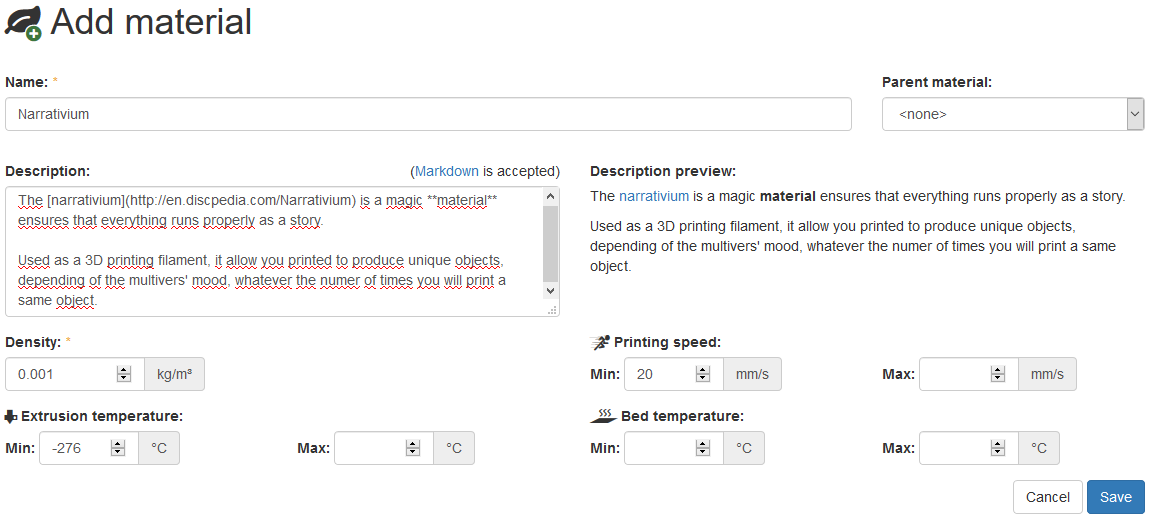 Add material
Name: *
Parent material:
Narrativium
<none>
Description:
(Markdown is accepted)
The [narrativium](http://en.discpedia.com/Narrativium) is a magic **material**
ensures that everything runs properly as a story.
Used as a 3D printing filament, it allow you printed to produce unique objects,
depending of the multivers' mood, whatever the numer of times you will print a
same object.
Description preview:
The narrativium is a magic material ensures that everything runs properly as a story.
Used as a 3D printing filament, it allow you printed to produce unique objects,
depending of the multivers' mood, whatever the numer of times you will print a same
object.
Density: *
0.001 kg/m³
Printing speed:
Min: 20 mm/s Max: mm/s
Extrusion temperature:
Min: -276 °C Max: °C
Bed temperature:
Min: °C Max: °C
Cancel Save